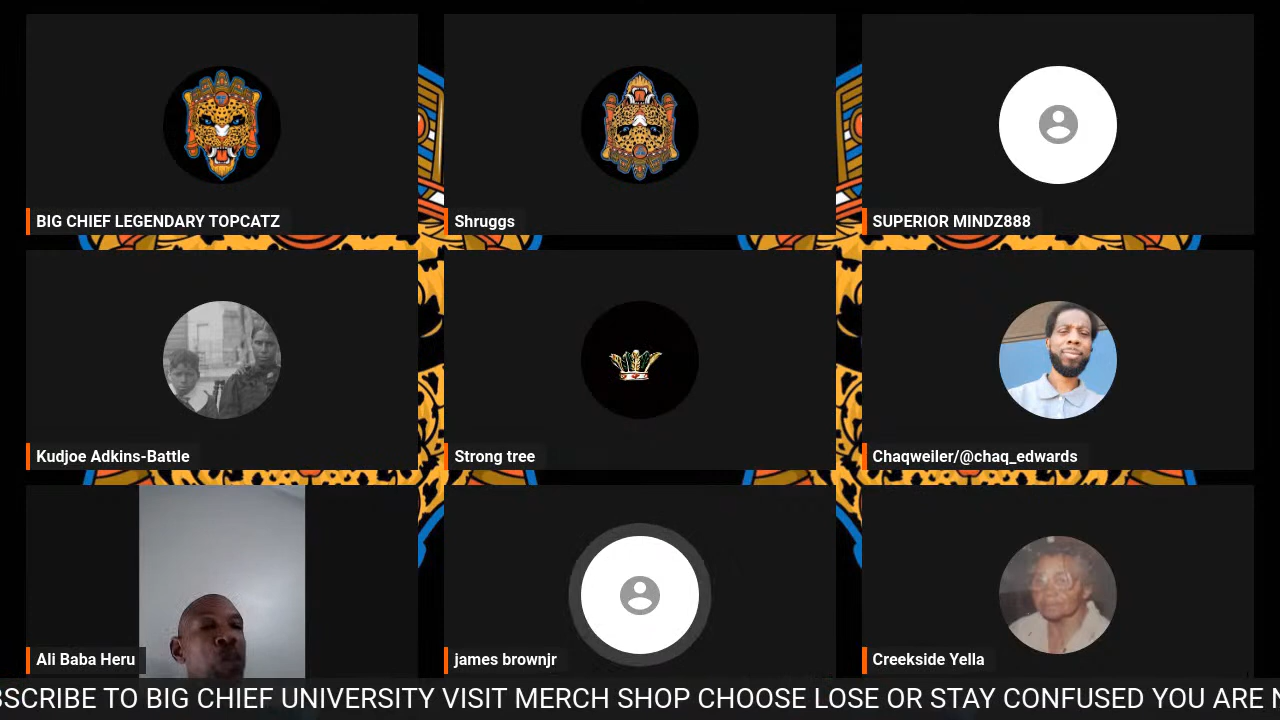 BIG CHIEF LEGENDARY TOPCATZ
Shruggs
SUPERIOR MINDZ888
Kudjoe Adkins-Battle
Strong tree
Chaqweiler/@chaq_edwards
Ali Baba Heru
james brownjr
Creekside Yella
BSCRIBE TO BIG CHIEF UNIVERSITY VISIT MERCH SHOP CHOOSE LOSE OR STAY CONFUSED YOU ARE N